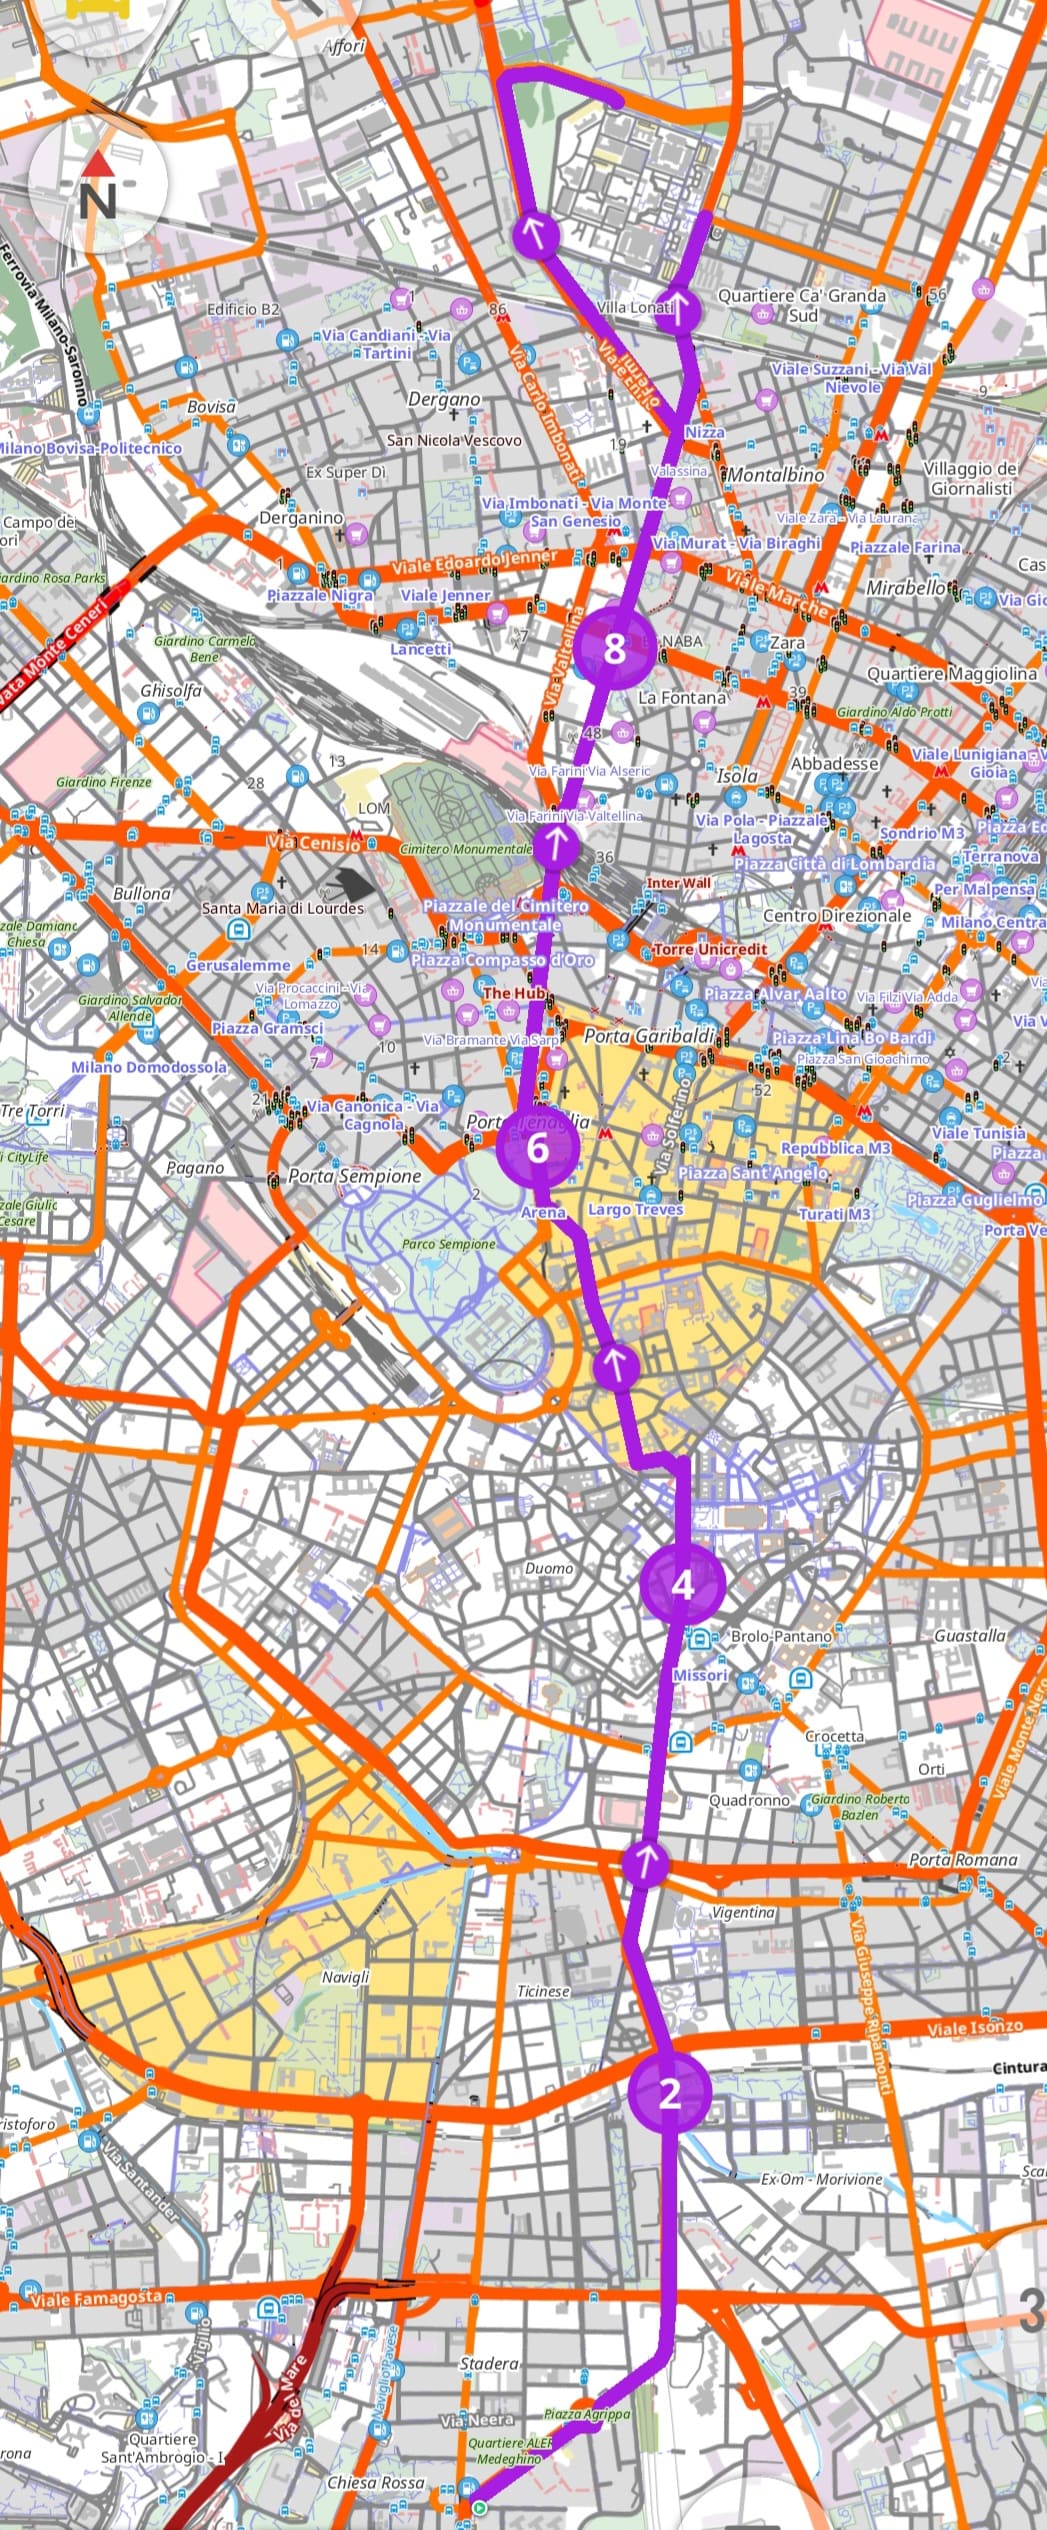 Affori
N
Ferrovia Milano-Saronno
Edificio B2
1
86
Villa Lonati
Quartiere Ca' Granda
Sud
56
Via Candiani - Via
Tartini
Viale Enrico
Fermi
Via Carlo Imbonati
Viale Suzzani - Via Val
Nievole
9
Dergano
Bovisa
San Nicola Vescovo
19
Nizza
Milano Bovisa-Politecnico
Ex Super Dì
Valassina
Montalbino
Villaggio dei
Giornalisti
Via Imbonati - Via Monte
San Genesio
Derganino
Viale Zara - Via Laurana
Campo dei
ori
Via Murat - Via Biraghi
Piazzale Farina
1
Viale Edoardo Jenner
Cas
Giardino Rosa Parks
Viale Marche
Mirabello
Piazzale Nigra
Viale Jenner
Via Gio
vata Monte Ceneri
Via Valtellina
7
8
NABA
Zara
Giardino Carmelo
Bene
Lancetti
Quartiere Maggiolina
Ghisolfa
La Fontana
39
Giardino Aldo Protti
48
13
Viale Lunigiana - V
Gioia
Giardino Firenze
28
Via Farini Via Alseric
Isola
Abbadesse
LOM
Via Farini Via Valtellina
Via Pola - Piazzale
Lagosta
Sondrio M3
Piazza Ed
Via Cenisio
Cimitero Monumentale
36
Piazza Città di Lombardia
Terranova
Bullona
Inter Wall
Per Malpensa
Santa Maria di Lourdes
Piazzale del Cimitero
Monumentale
Centro Direzionale
Milano Centra
zale Damiano
Chiesa
14
Torre Unicredit
Gerusalemme
Piazza Compasso d'Oro
Via Procaccini - Via
Lomazzo
The Hub
Piazza Alvar Aalto
Via Filzi Via Adda
Giardino Salvador
Allende
Piazza Gramsci
10
Via Bramante Via Sarp
Porta Garibaldi
Piazza Lina Bo Bardi
Via V
Milano Domodossola
7
Piazza San Gioachimo
2
21
52
Tre Torri
Via Canonica - Via
Cagnola
Via Solferino
Viale Tunisia
i CityLife
6
Repubblica M3
Piazza
Pagano
Porta Sempione
2
Piazza Sant'Angelo
zale Giulio
Cesare
Arena
Largo Treves
Turati M3
Piazza Guglielmo
Porta Ve
Parco Sempione
Duomo
4
Brolo-Pantano
Guastalla
Missori
Viale Monte Nero
Crocetta
Orti
Quadronno
Giardino Roberto
Bazlen
Porta Romana
Vigentina
Navigli
Ticinese
Via Giuseppe Ripamonti
Viale Isonzo
Cintura
2
ristoforo
Via Santander
Ex Om - Morivione
Scal
Viale Famagosta
3
Via Virgilio
Naviglio Pavese
Stadera
Via del Mare
Piazza Agrippa
Via Neera
Quartiere
Sant'Ambrogio - I
Quartiere ALER
Medeghino
rona
Chiesa Rossa